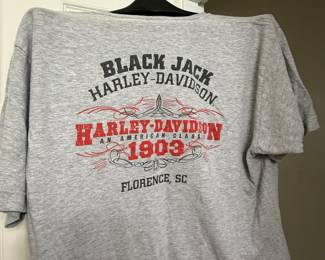 BLACK JACK
HARLEY-DAVIDSON
HARLEY-DAVIDSON
AN AMERICAN CLASSIC
1903
FLORENCE, SC